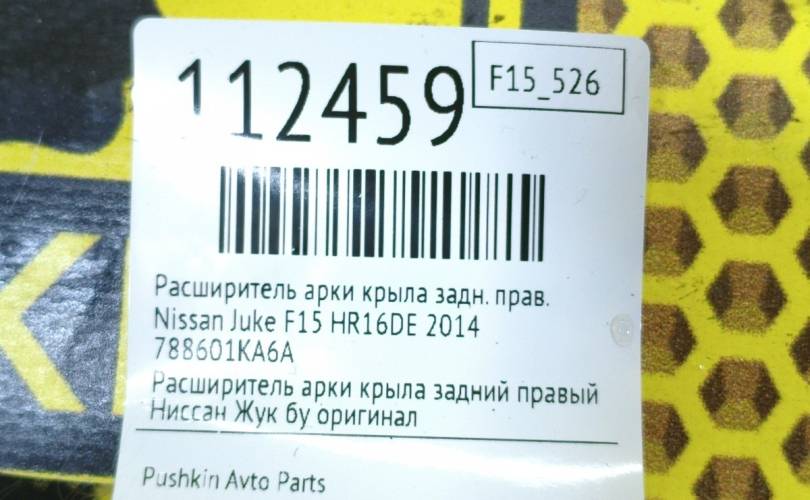 112459
F15_526
Расширитель арки крыла задн. прав.
Nissan Juke F15 HR16DE 2014
788601KA6A
Расширитель арки крыла задний правый
Ниссан Жук бу оригинал
Pushkin Avto Parts